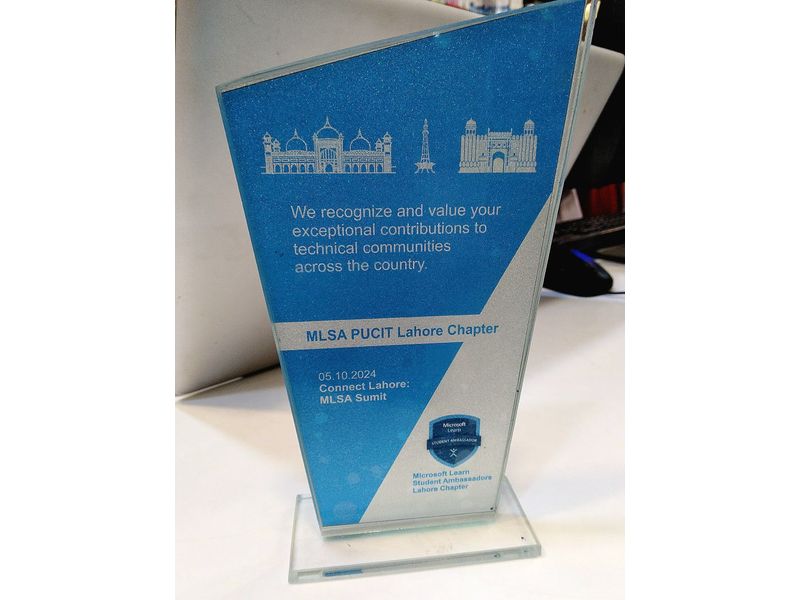 We recognize and value your
exceptional contributions to
technical communities
across the country.
MLSA PUCIT Lahore Chapter
05.10.2024
Connect Lahore:
MLSA Sumit
Microsoft
Learn
STUDENT AMBASSADOR
Microsoft Learn
Student Ambassadors
Lahore Chapter